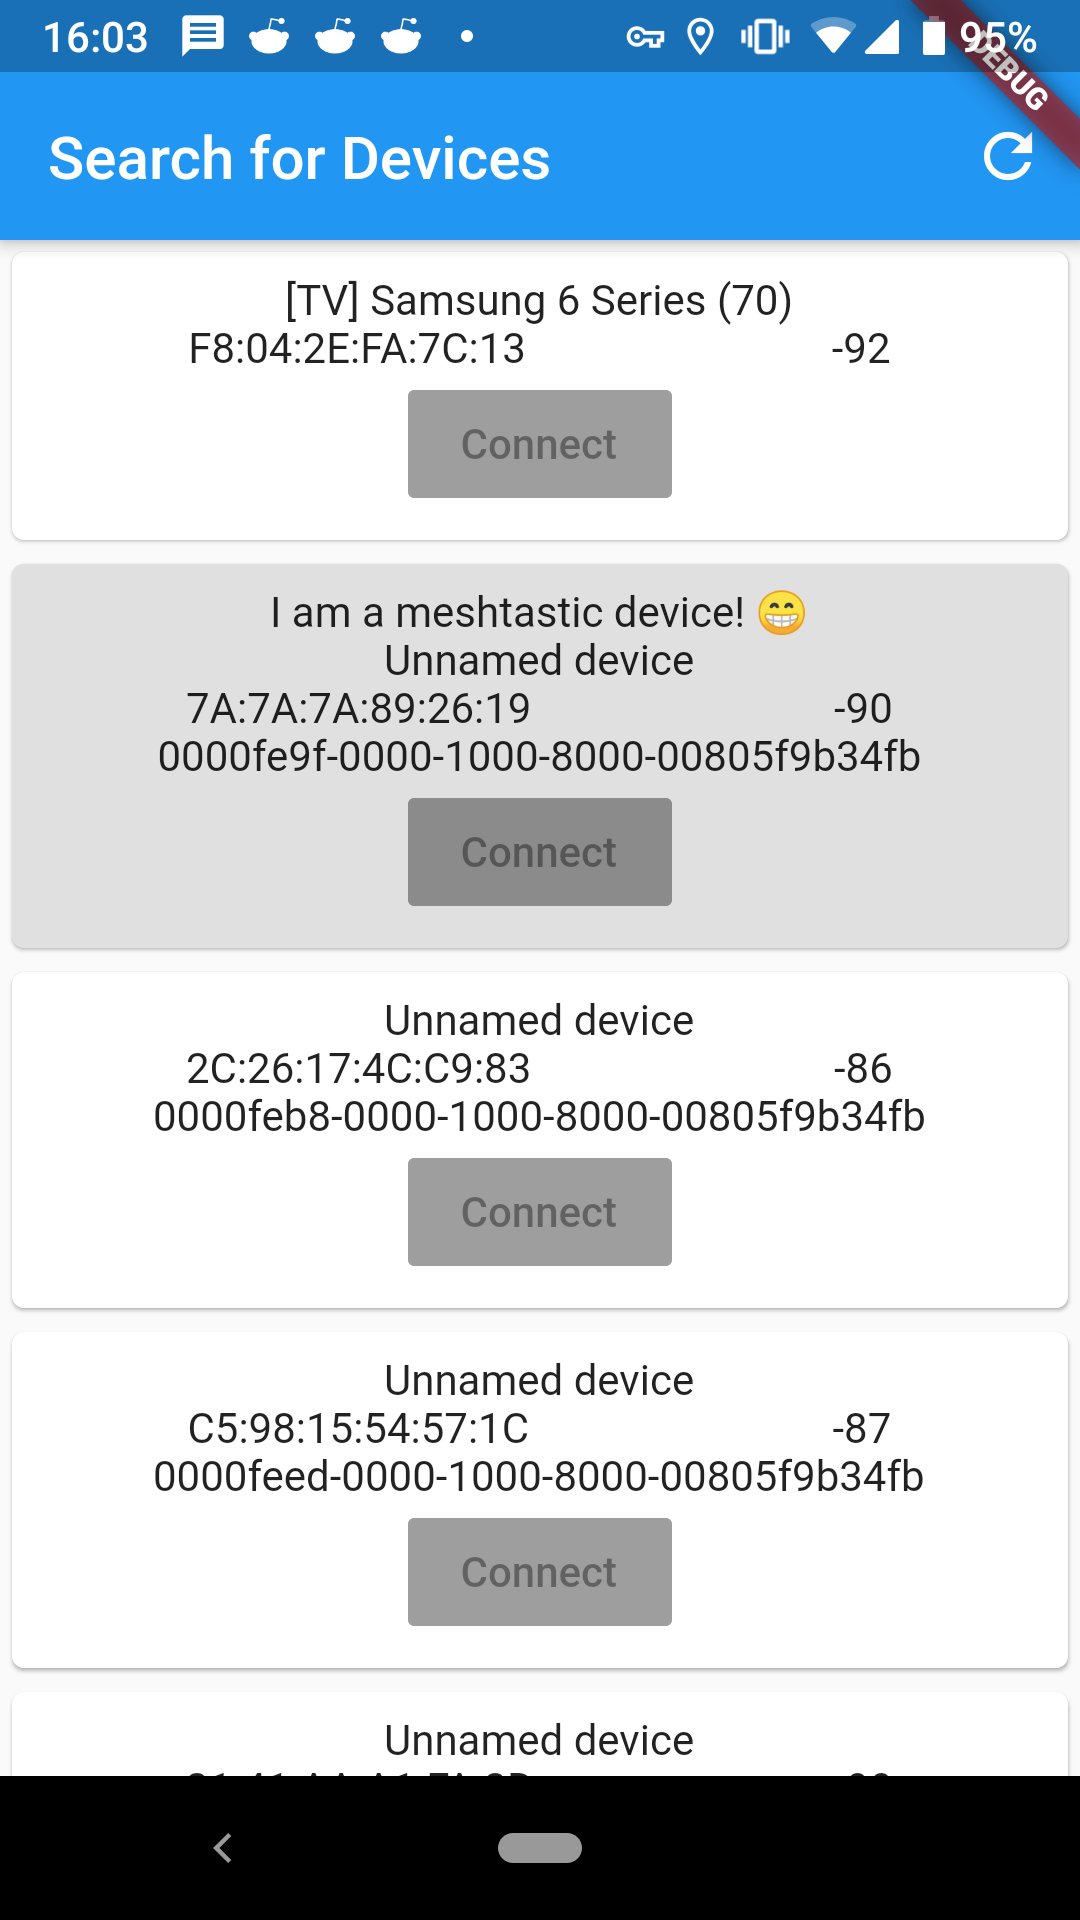 16:03
95%
DEBUG
Search for Devices
[TV] Samsung 6 Series (70)
F8:04:2E:FA:7C:13 -92
Connect
I am a meshtastic device! 😁
Unnamed device
7A:7A:7A:89:26:19 -90
0000fe9f-0000-1000-8000-00805f9b34fb
Connect
Unnamed device
2C:26:17:4C:C9:83 -86
0000feb8-0000-1000-8000-00805f9b34fb
Connect
Unnamed device
C5:98:15:54:57:1C -87
0000feed-0000-1000-8000-00805f9b34fb
Connect
Unnamed device